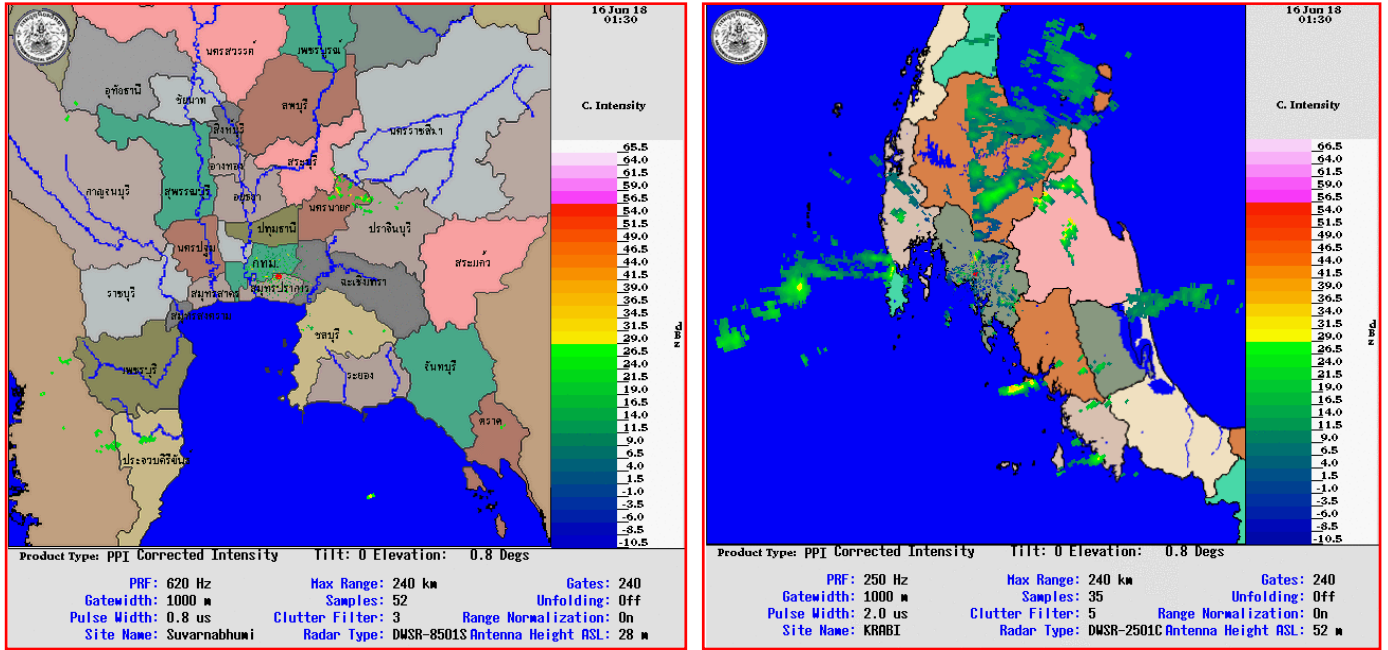 16 Jun 18
01:30
C. Intensity
65.5
64.0
61.5
59.0
56.5
54.0
49.0
46.5
44.0
41.5
39.0
36.5
34.0
31.5
29.0
26.5
24.0
21.5
19.0
16.5
14.0
11.5
9.0
6.5
4.0
1.5
-1.0
-3.5
-6.0
-8.5
-10.5
นครสวรรค์
เพชรบูรณ์
อุทัยธานี
ชัยนาท
ลพบุรี
สิงห์บุรี
นครราชสีมา
อ่างทอง
สระบุรี
กาญจนบุรี
สุพรรณบุรี
อยุธยา
นครนายก
ปทุมธานี
ปราจีนบุรี
นครปฐม
กทม.
สระแก้ว
ราชบุรี
สมุทรสาคร
สมุทรปราการ
ฉะเชิงเทรา
สมุทรสงคราม
ชลบุรี
เพชรบุรี
ระยอง
จันทบุรี
ตราด
ประจวบคีรีขันธ์
Product Type: PPI Corrected Intensity Tilt: 0 Elevation: 0.8 Degs
PRF: 620 Hz Max Range: 240 km Gates: 240
Gatewidth: 1000 m Samples: 52 Unfolding: Off
Pulse Width: 0.8 us Clutter Filter: 3 Range Normalization: On
Site Name: Suvarnabhumi Radar Type: DWSR-8501S Antenna Height ASL: 28 m
16 Jun 18
01:30
C. Intensity
66.5
64.0
61.5
59.0
56.5
54.0
49.0
46.5
44.0
41.5
39.0
36.5
34.0
31.5
29.0
26.5
24.0
21.5
19.0
16.5
14.0
11.5
9.0
6.5
4.0
1.5
-1.0
-3.5
-6.0
-8.5
-10.5
Product Type: PPI Corrected Intensity Tilt: 0 Elevation: 0.8 Degs
PRF: 250 Hz Max Range: 240 km Gates: 240
Gatewidth: 1000 m Samples: 35 Unfolding: Off
Pulse Width: 2.0 us Clutter Filter: 5 Range Normalization: On
Site Name: KRABI Radar Type: DWSR-2501C Antenna Height ASL: 52 m